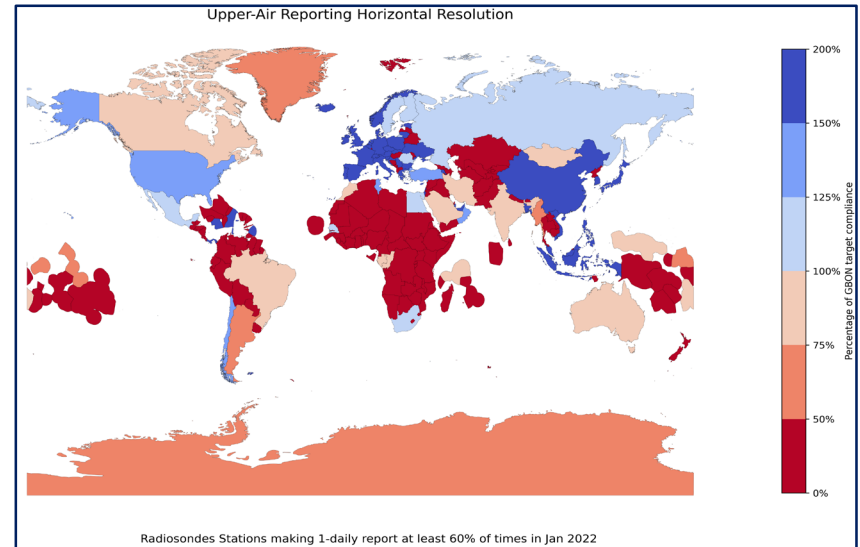 Upper-Air Reporting Horizontal Resolution
200%
150%
125%
100%
75%
50%
0%
Percentage of GBON target compliance
Radiosondes Stations making 1-daily report at least 60% of times in Jan 2022